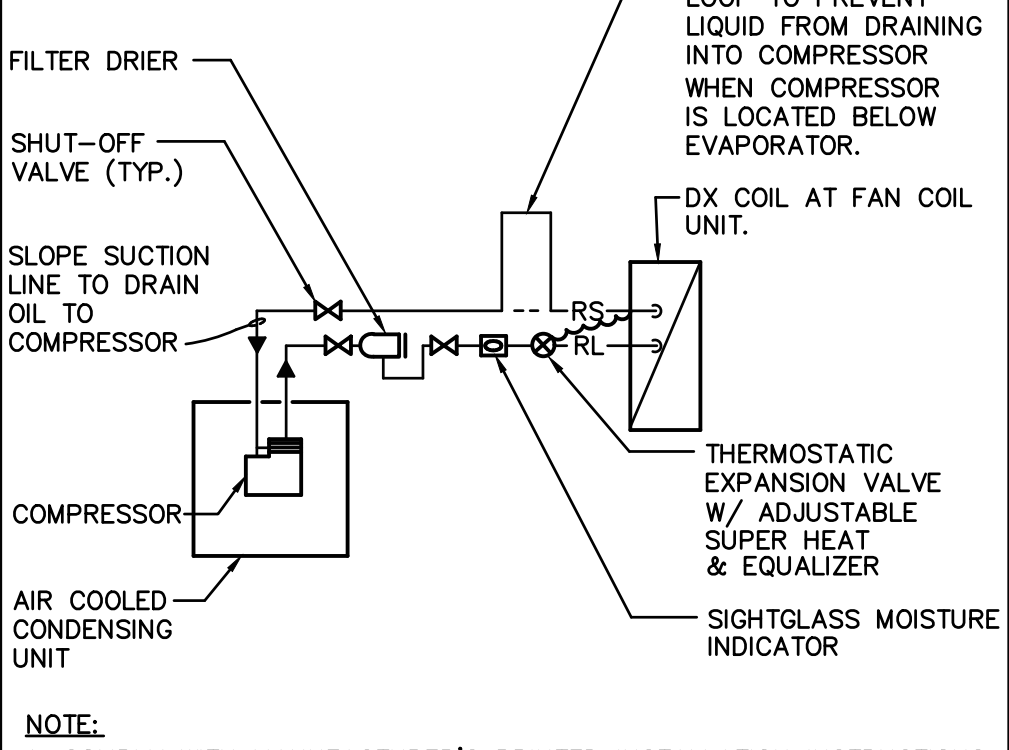 LOOP TO PREVENT
LIQUID FROM DRAINING
INTO COMPRESSOR
WHEN COMPRESSOR
IS LOCATED BELOW
EVAPORATOR.
FILTER DRIER
SHUT-OFF
VALVE (TYP.)
DX COIL AT FAN COIL
UNIT.
SLOPE SUCTION
LINE TO DRAIN
OIL TO
COMPRESSOR
RS
RL
THERMOSTATIC
EXPANSION VALVE
W/ ADJUSTABLE
SUPER HEAT
& EQUALIZER
COMPRESSOR
AIR COOLED
CONDENSING
UNIT
SIGHTGLASS MOISTURE
INDICATOR
NOTE: